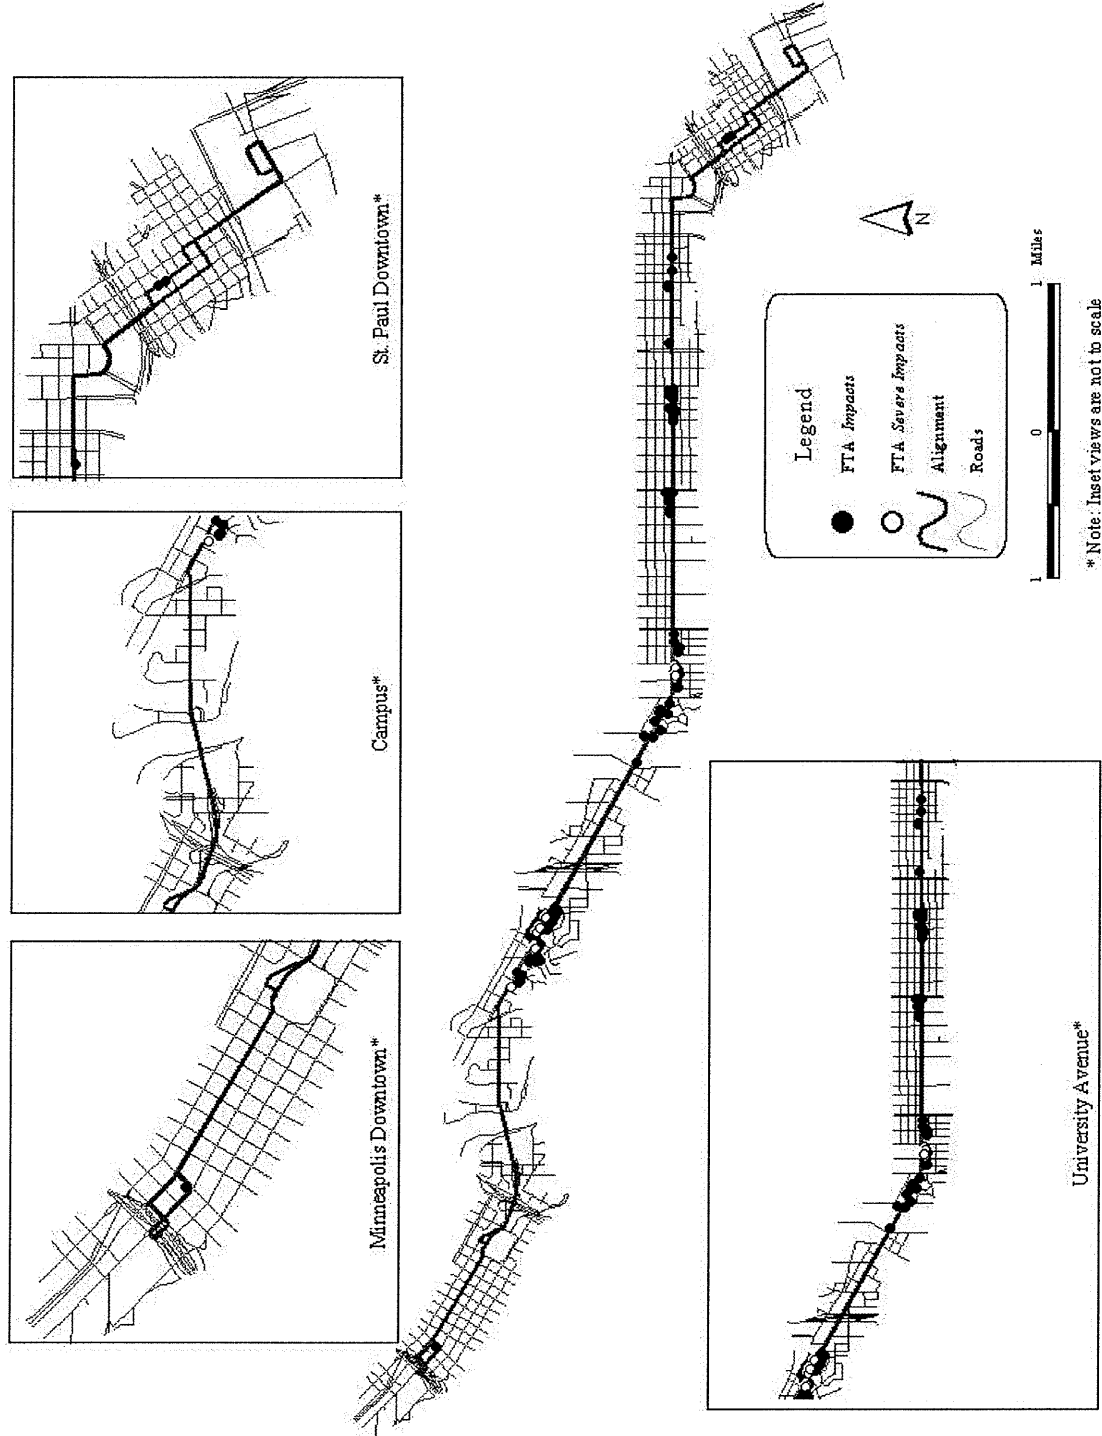 Minneapolis Downtown*
Campus*
St. Paul Downtown*
University Avenue*
Legend
FTA Impacts
FTA Severe Impacts
Alignment
Roads
N
1 0 1 Miles
* Note: Inset views are not to scale